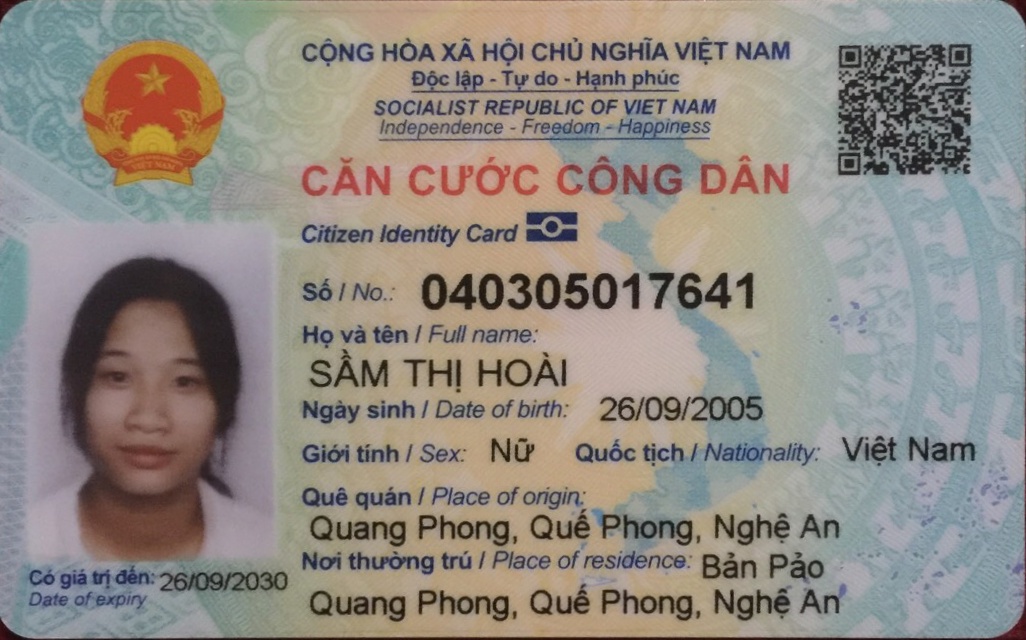 CỘNG HÒA XÃ HỘI CHỦ NGHĨA VIỆT NAM
Độc lập - Tự do - Hạnh phúc
SOCIALIST REPUBLIC OF VIET NAM
Independence - Freedom - Happiness
CĂN CƯỚC CÔNG DÂN
Citizen Identity Card
Số / No.: 040305017641
Họ và tên / Full name:
SẦM THỊ HOÀI
Ngày sinh / Date of birth: 26/09/2005
Giới tính / Sex: Nữ Quốc tịch / Nationality: Việt Nam
Quê quán / Place of origin:
Quang Phong, Quế Phong, Nghệ An
Nơi thường trú / Place of residence: Bản Pảo
Quang Phong, Quế Phong, Nghệ An
Có giá trị đến: 26/09/2030
Date of expiry